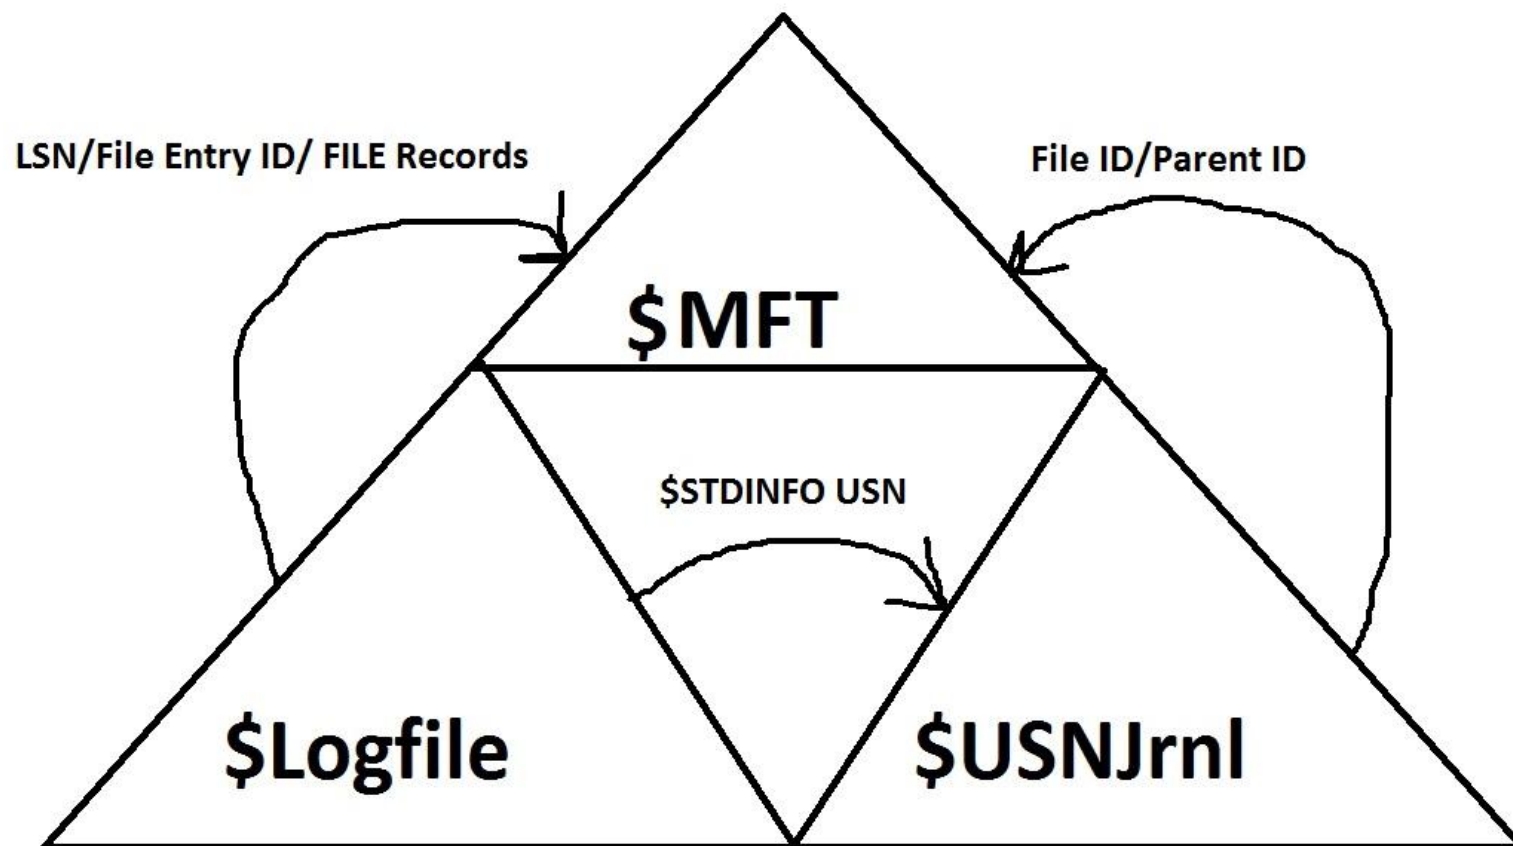 LSN/File Entry ID/ FILE Records
File ID/Parent ID
$MFT
$STDINFO USN
$Logfile
$USNJrnl